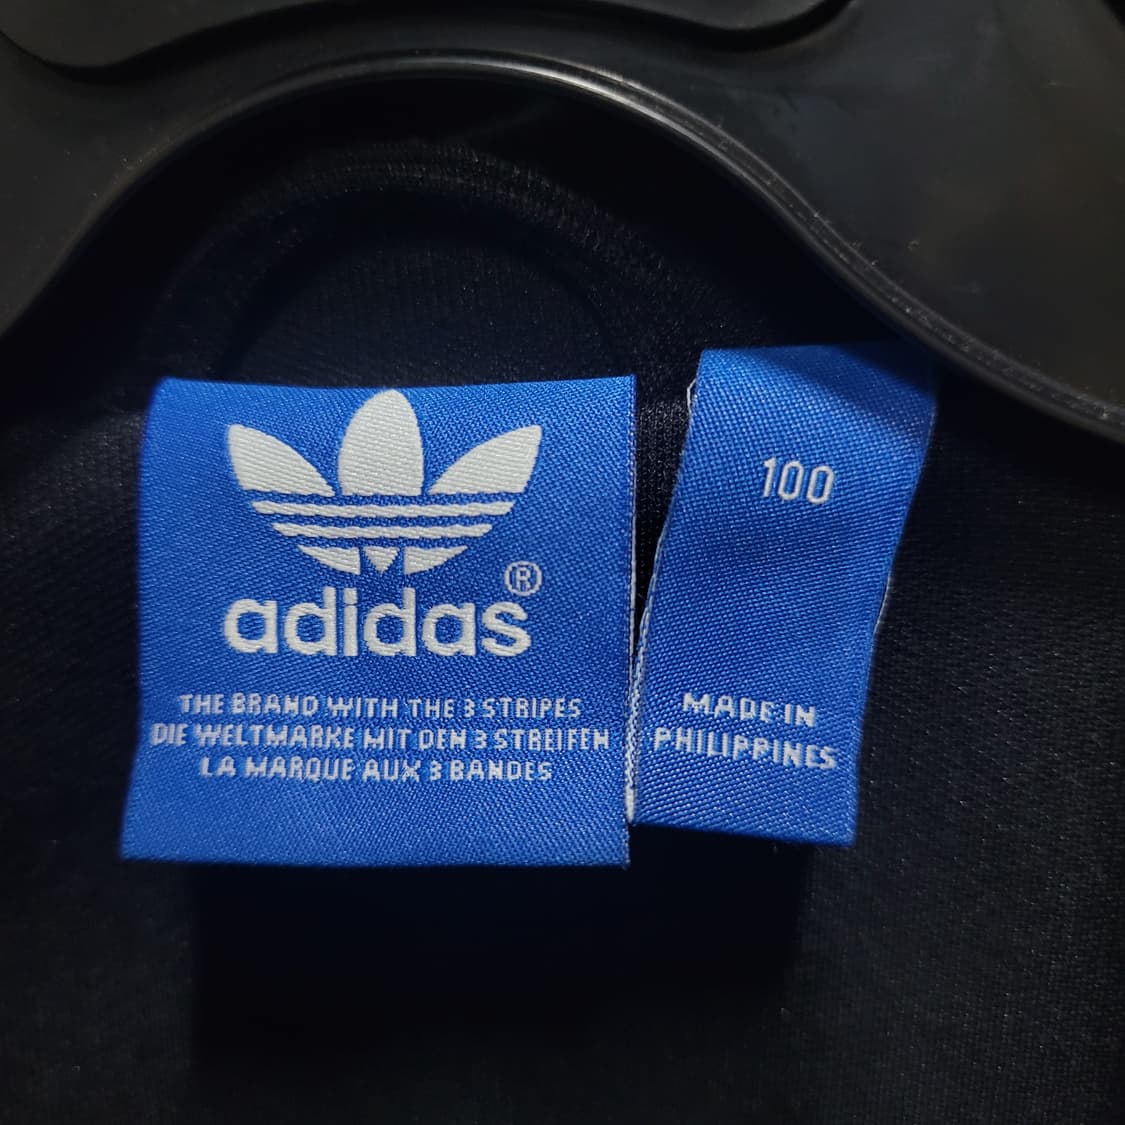 adidas®
THE BRAND WITH THE 3 STRIPES
DIE WELTMARKE MIT DEN 3 STREIFEN
LA MARQUE AUX 3 BANDES
100
MADE IN
PHILIPPINES